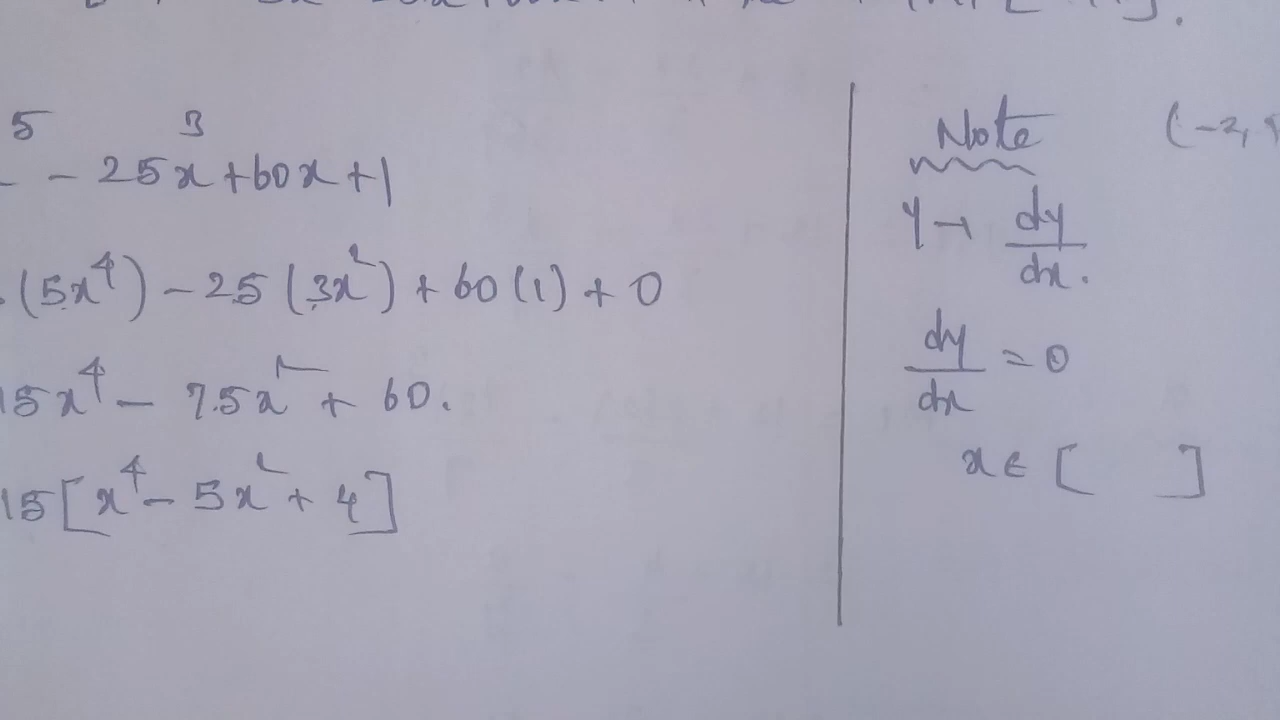 5 3
- 25x + 60x + 1
(5x⁴) - 25 (3x²) + 60 (1) + 0
15x⁴ - 75x² + 60.
15 [x⁴ - 5x² + 4]
Note
(-2,
y → dy/dx.
dy/dx = 0
x ∈ [ ]